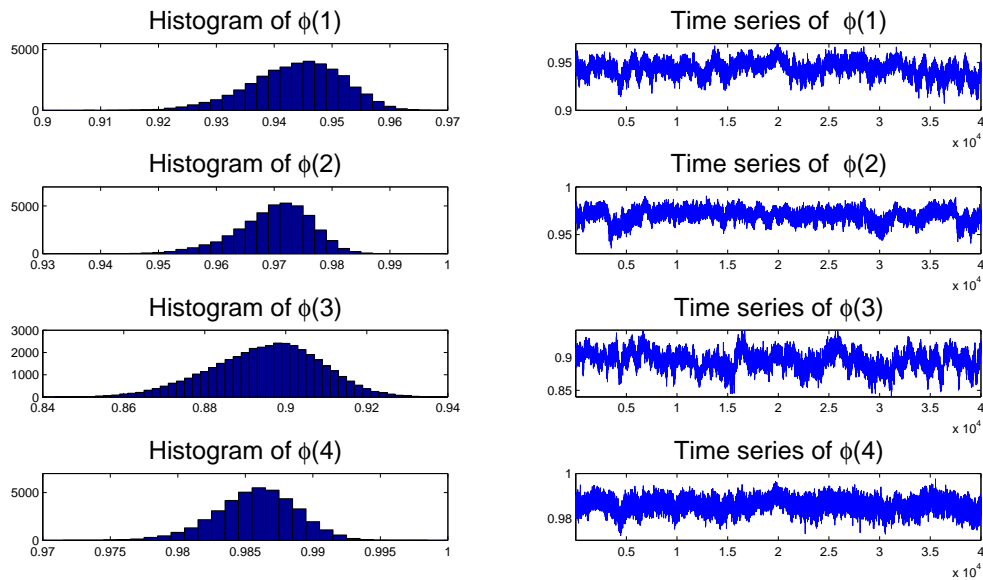 Histogram of ϕ(1)
5000
0
0.9 0.91 0.92 0.93 0.94 0.95 0.96 0.97
Time series of ϕ(1)
0.95
0.9
0.5 1 1.5 2 2.5 3 3.5 4
x 10^4
Histogram of ϕ(2)
5000
0
0.93 0.94 0.95 0.96 0.97 0.98 0.99 1
Time series of ϕ(2)
1
0.95
0.5 1 1.5 2 2.5 3 3.5 4
x 10^4
Histogram of ϕ(3)
3000
2000
1000
0
0.84 0.86 0.88 0.9 0.92 0.94
Time series of ϕ(3)
0.9
0.85
0.5 1 1.5 2 2.5 3 3.5 4
x 10^4
Histogram of ϕ(4)
5000
0
0.97 0.975 0.98 0.985 0.99 0.995 1
Time series of ϕ(4)
1
0.98
0.5 1 1.5 2 2.5 3 3.5 4
x 10^4